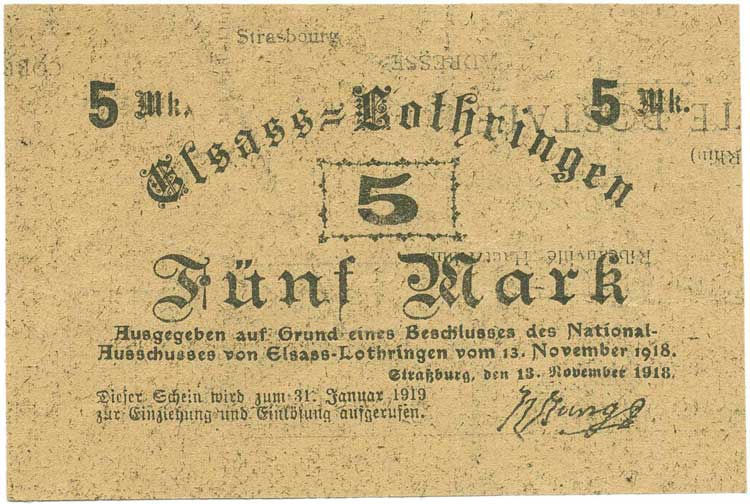 Strasbourg
ADRESSE
5 Mk.
5 Mk.
Elsass=Lothringen
5
Fünf Mark
Ausgegeben auf Grund eines Beschlusses des National-
Ausschusses von Elsass-Lothringen vom 13. November 1918.
Straßburg, den 13. November 1918.
Dieser Schein wird zum 31. Januar 1919
zur Einziehung und Einlösung aufgerufen.